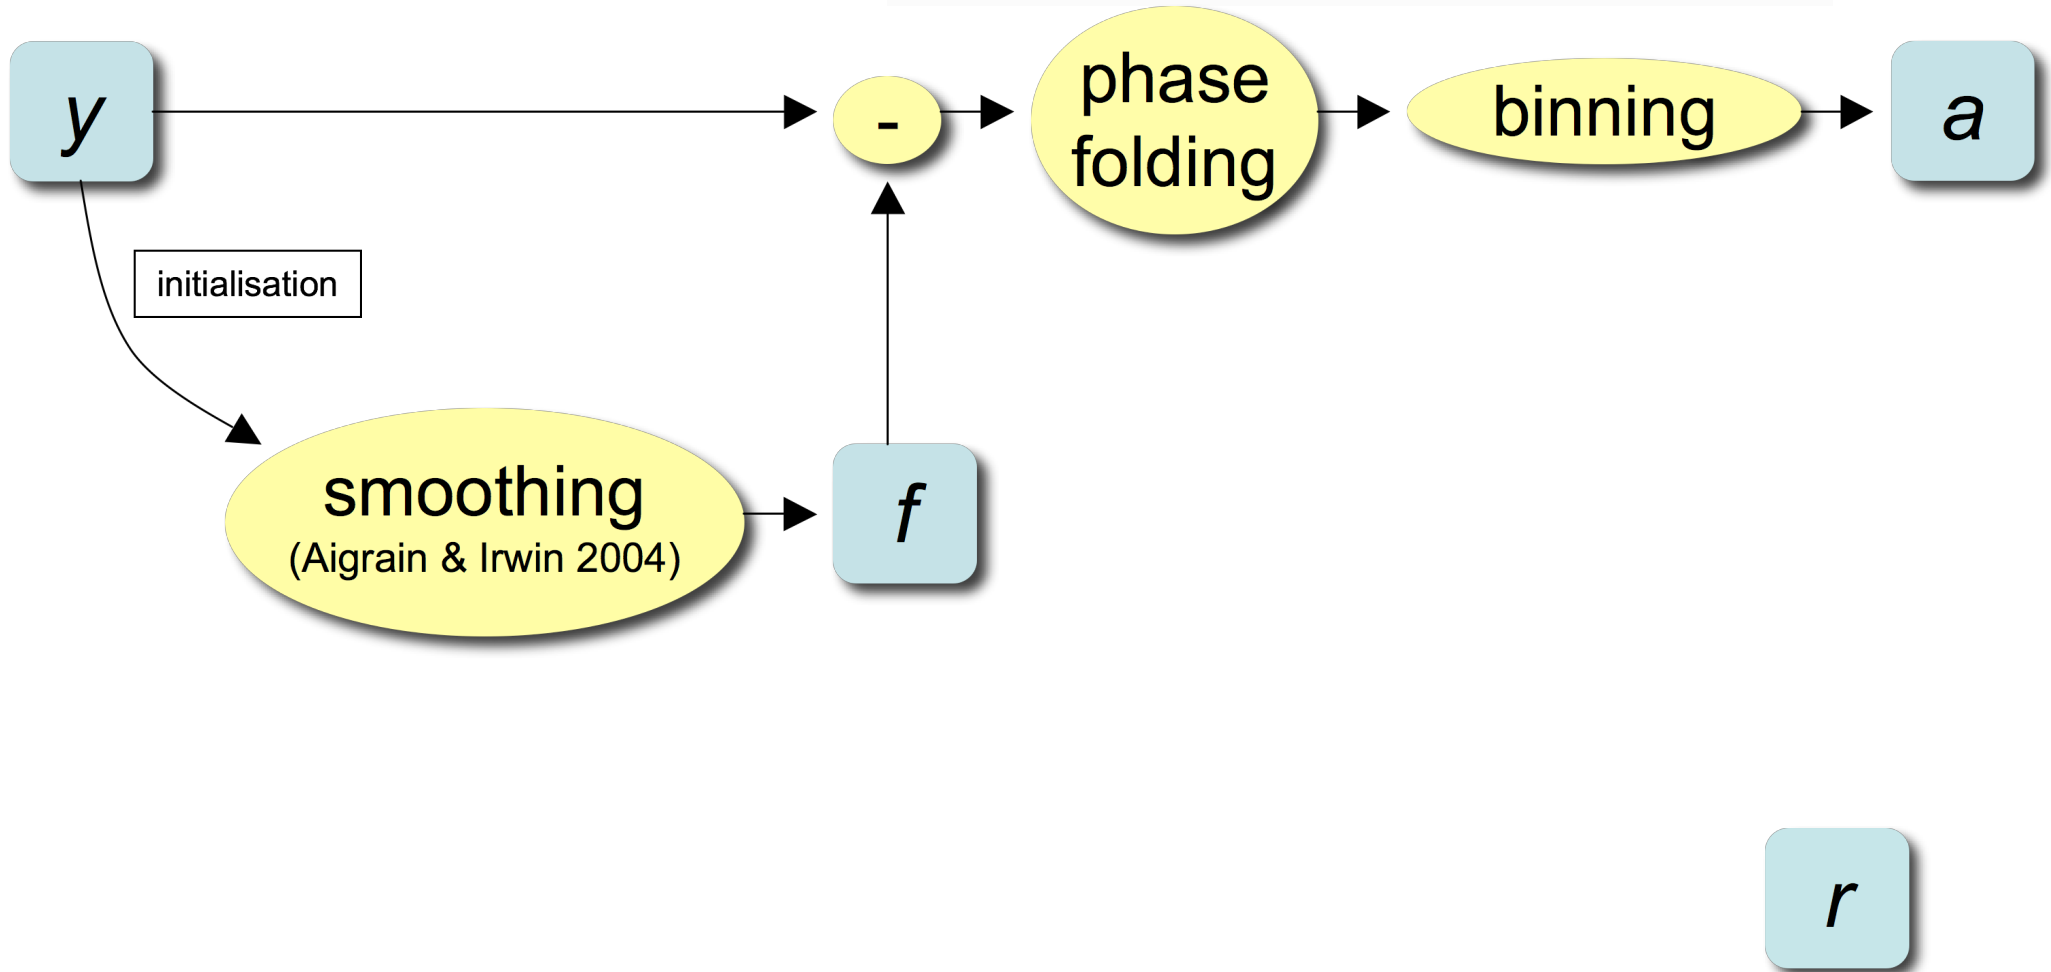 y
-
phase
folding
binning
a
initialisation
smoothing
(Aigrain & Irwin 2004)
f
r